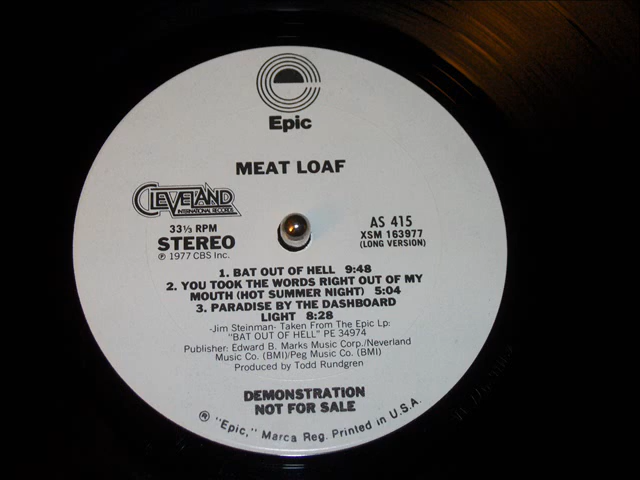 Epic
MEAT LOAF
CLEVELAND
INTERNATIONAL RECORDS
33⅓ RPM
STEREO
℗ 1977 CBS Inc.
AS 415
XSM 163977
(LONG VERSION)
1. BAT OUT OF HELL 9:48
2. YOU TOOK THE WORDS RIGHT OUT OF MY
MOUTH (HOT SUMMER NIGHT) 5:04
3. PARADISE BY THE DASHBOARD
LIGHT 8:28
-Jim Steinman- Taken From The Epic Lp:
"BAT OUT OF HELL" PE 34974
Publisher: Edward B. Marks Music Corp./Neverland
Music Co. (BMI)/Peg Music Co. (BMI)
Produced by Todd Rundgren
DEMONSTRATION
NOT FOR SALE
® "Epic," Marca Reg. Printed in U.S.A.